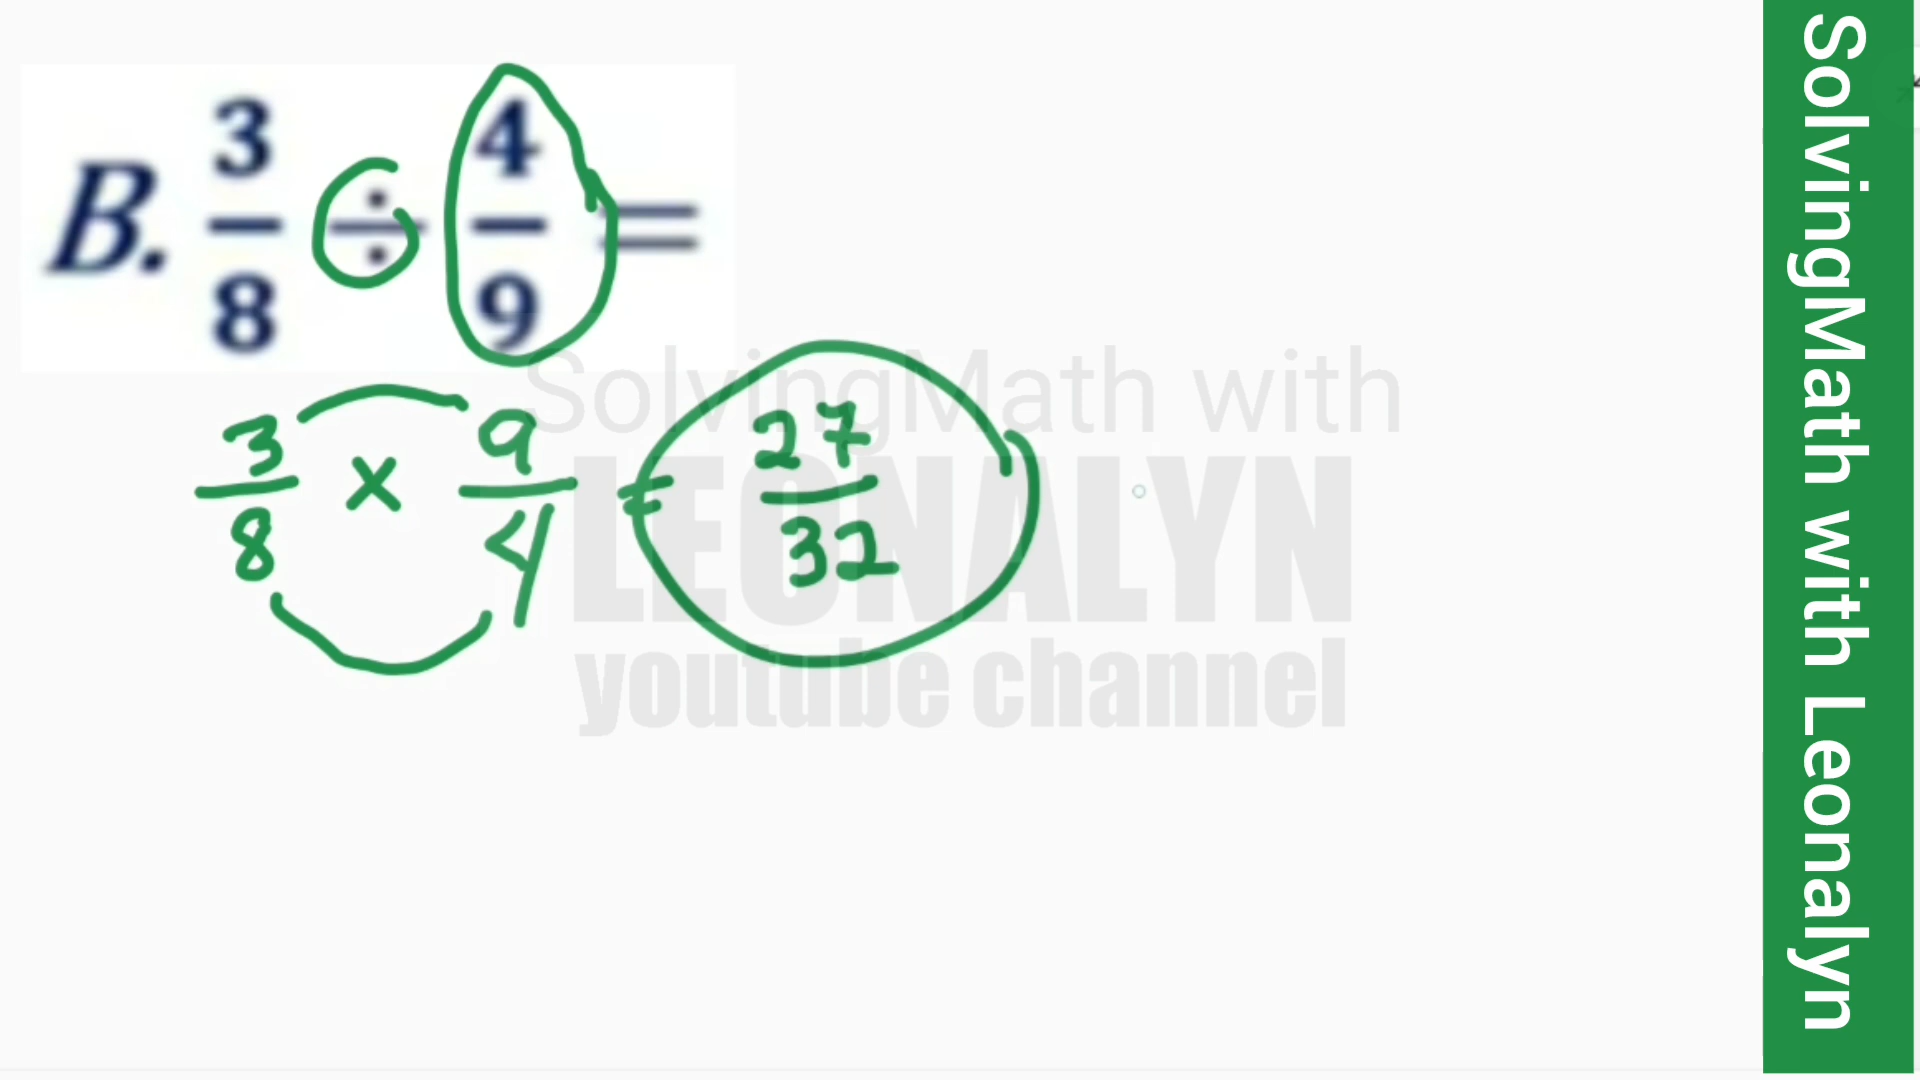 B. 3/8 ÷ 4/9 =
3/8 × 9/4 = 27/32
SolvingMath with
LEONALYN
youtube channel
SolvingMath with Leonalyn